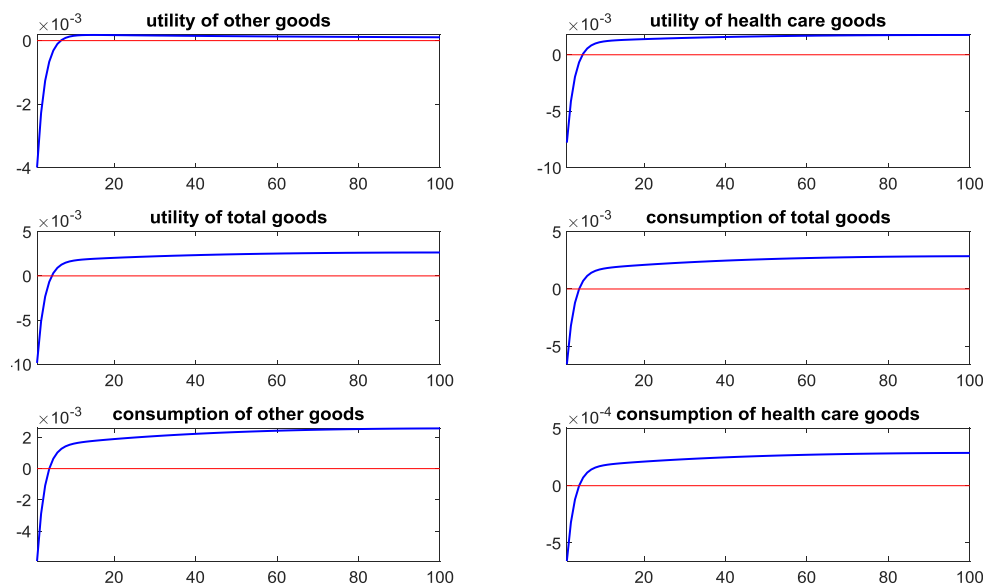 ×10-3 utility of other goods
0
-2
-4
20 40 60 80 100
×10-3 utility of health care goods
0
-5
-10
20 40 60 80 100
×10-3 utility of total goods
5
0
-5
-10
20 40 60 80 100
×10-3 consumption of total goods
5
0
-5
20 40 60 80 100
×10-3 consumption of other goods
2
0
-2
-4
20 40 60 80 100
×10-4 consumption of health care goods
5
0
-5
20 40 60 80 100